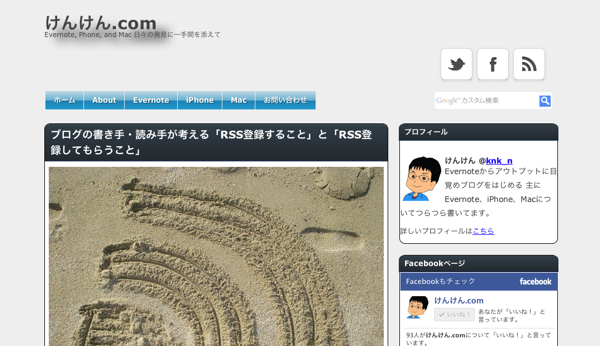 けんけん.com
Evernote, Phone, and Mac 日々の発見に一手間を添えて
ホーム About Evernote iPhone Mac お問い合わせ
Google カスタム検索
ブログの書き手・読み手が考える「RSS登録すること」と「RSS登
録してもらうこと」
プロフィール
けんけん @knk_n
Evernoteからアウトプットに目
覚めブログをはじめる 主に
Evernote、iPhone、Macにつ
いてつらつら書いてます。
詳しいプロフィールはこちら
Facebookページ
Facebookもチェック facebook
けんけん.com
いいね！ あなたが「いいね！」と
言っています。
93人がけんけん.comについて「いいね！」と言って
います。